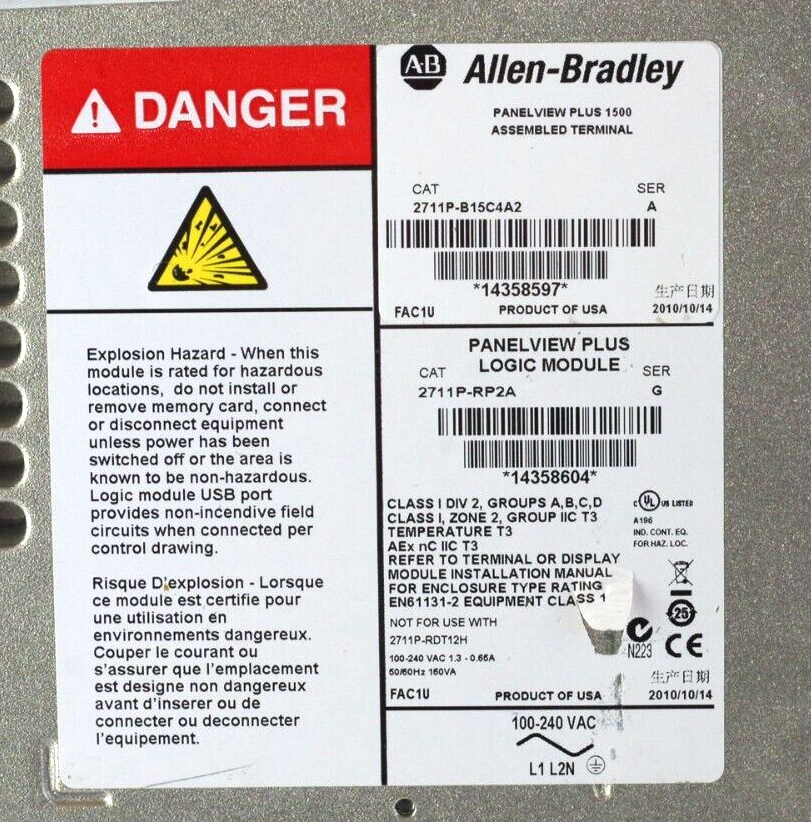 DANGER
Explosion Hazard - When this
module is rated for hazardous
locations, do not install or
remove memory card, connect
or disconnect equipment
unless power has been
switched off or the area is
known to be non-hazardous.
Logic module USB port
provides non-incendive field
circuits when connected per
control drawing.
Risque D'explosion - Lorsque
ce module est certifie pour
une utilisation en
environnements dangereux.
Couper le courant ou
s'assurer que l'emplacement
est designe non dangereux
avant d'inserer ou de
connecter ou deconnecter
l'equipement.
AB Allen-Bradley
PANELVIEW PLUS 1500
ASSEMBLED TERMINAL
CAT SER
2711P-B15C4A2 A
*14358597*
生产日期
FAC1U PRODUCT OF USA 2010/10/14
PANELVIEW PLUS
LOGIC MODULE
CAT SER
2711P-RP2A G
*14358604*
CLASS I DIV 2, GROUPS A,B,C,D
CLASS I, ZONE 2, GROUP IIC T3
TEMPERATURE T3
AEx nC IIC T3
REFER TO TERMINAL OR DISPLAY
MODULE INSTALLATION MANUAL
FOR ENCLOSURE TYPE RATING
EN61131-2 EQUIPMENT CLASS 1
c UL US LISTED
A196
IND. CONT. EQ.
FOR HAZ. LOC.
25
NOT FOR USE WITH
2711P-RDT12H
100-240 VAC 1.3 - 0.65A
50/60Hz 160VA
N223 CE
生产日期
FAC1U PRODUCT OF USA 2010/10/14
100-240 VAC
L1 L2N